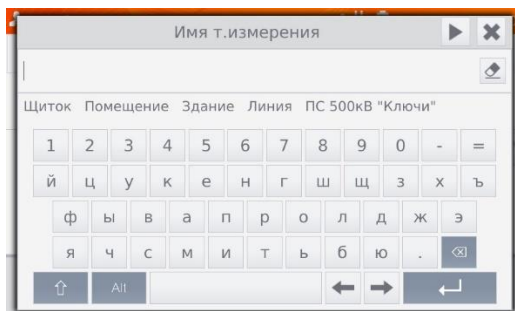 Имя т.измерения
Щиток Помещение Здание Линия ПС 500кВ "Ключи"
1 2 3 4 5 6 7 8 9 0 - =
й ц у к е н г ш щ з х ъ
ф ы в а п р о л д ж э
я ч с м и т ь б ю .
Alt